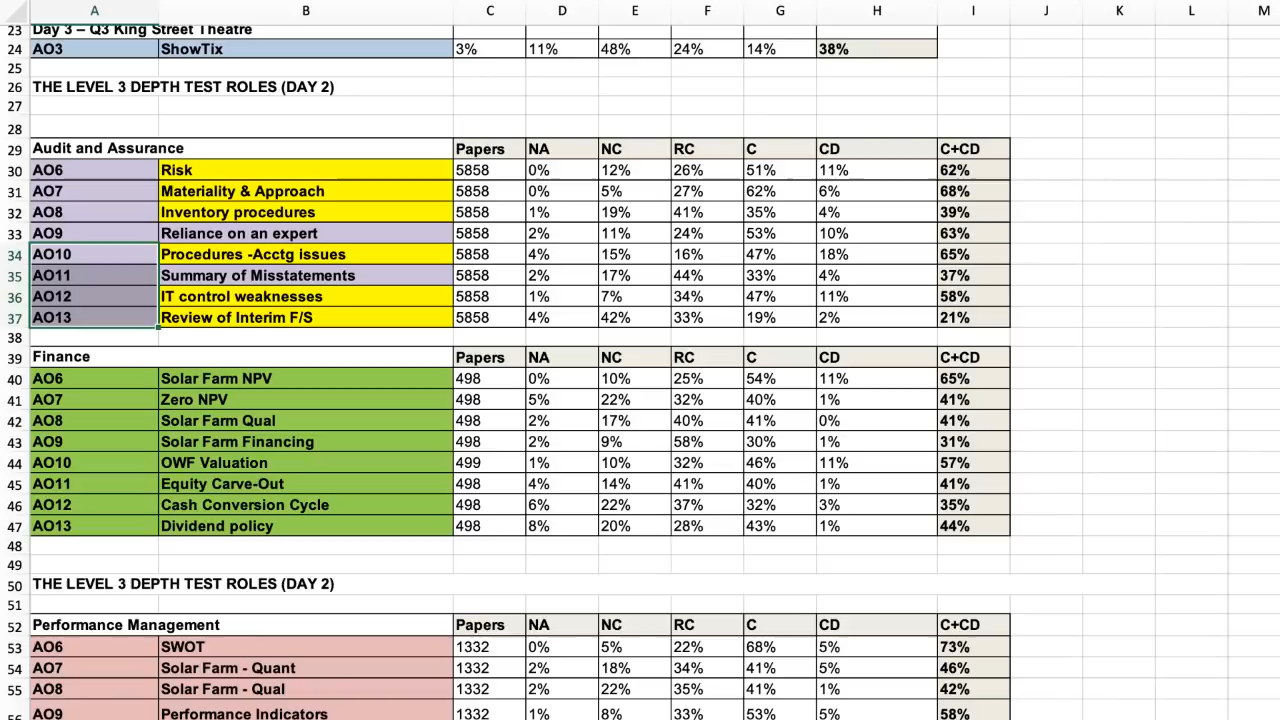 A B C D E F G H I J K L M
23 Day 3 – Q3 King Street Theatre
24 AO3 ShowTix 3% 11% 48% 24% 14% 38%
25
26 THE LEVEL 3 DEPTH TEST ROLES (DAY 2)
27
28
29 Audit and Assurance Papers NA NC RC C CD C+CD
30 AO6 Risk 5858 0% 12% 26% 51% 11% 62%
31 AO7 Materiality & Approach 5858 0% 5% 27% 62% 6% 68%
32 AO8 Inventory procedures 5858 1% 19% 41% 35% 4% 39%
33 AO9 Reliance on an expert 5858 2% 11% 24% 53% 10% 63%
34 AO10 Procedures -Acctg issues 5858 4% 15% 16% 47% 18% 65%
35 AO11 Summary of Misstatements 5858 2% 17% 44% 33% 4% 37%
36 AO12 IT control weaknesses 5858 1% 7% 34% 47% 11% 58%
37 AO13 Review of Interim F/S 5858 4% 42% 33% 19% 2% 21%
38
39 Finance Papers NA NC RC C CD C+CD
40 AO6 Solar Farm NPV 498 0% 10% 25% 54% 11% 65%
41 AO7 Zero NPV 498 5% 22% 32% 40% 1% 41%
42 AO8 Solar Farm Qual 498 2% 17% 40% 41% 0% 41%
43 AO9 Solar Farm Financing 498 2% 9% 58% 30% 1% 31%
44 AO10 OWF Valuation 499 1% 10% 32% 46% 11% 57%
45 AO11 Equity Carve-Out 498 4% 14% 41% 40% 1% 41%
46 AO12 Cash Conversion Cycle 498 6% 22% 37% 32% 3% 35%
47 AO13 Dividend policy 498 8% 20% 28% 43% 1% 44%
48
49
50 THE LEVEL 3 DEPTH TEST ROLES (DAY 2)
51
52 Performance Management Papers NA NC RC C CD C+CD
53 AO6 SWOT 1332 0% 5% 22% 68% 5% 73%
54 AO7 Solar Farm - Quant 1332 2% 18% 34% 41% 5% 46%
55 AO8 Solar Farm - Qual 1332 2% 22% 35% 41% 1% 42%
56 AO9 Performance Indicators 1332 1% 8% 33% 53% 5% 58%